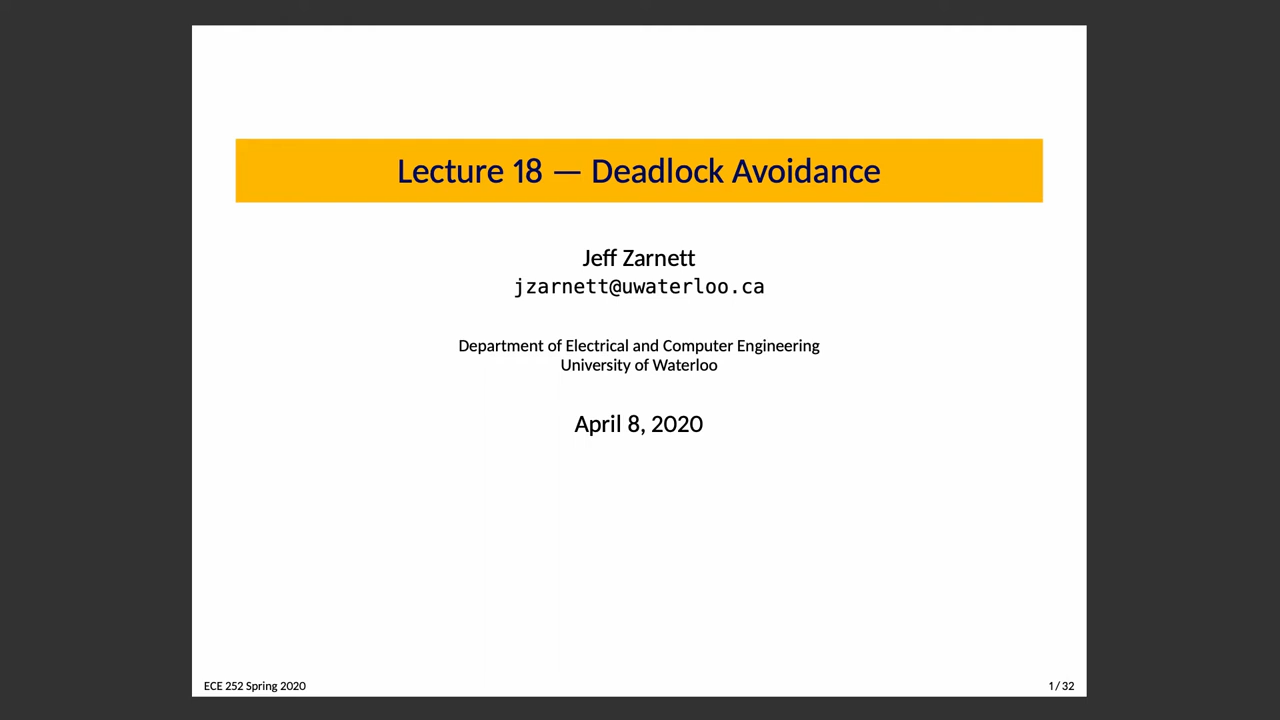 Lecture 18 — Deadlock Avoidance
Jeff Zarnett
jzarnett@uwaterloo.ca
Department of Electrical and Computer Engineering
University of Waterloo
April 8, 2020
ECE 252 Spring 2020
1 / 32